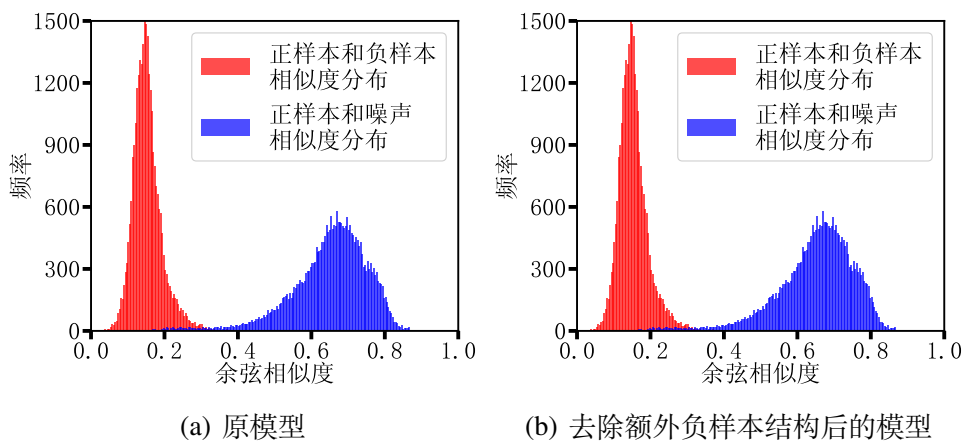 1500
1200
900
600
300
0
频率
0.0 0.2 0.4 0.6 0.8 1.0
余弦相似度
正样本和负样本
相似度分布
正样本和噪声
相似度分布
(a) 原模型
1500
1200
900
600
300
0
频率
0.0 0.2 0.4 0.6 0.8 1.0
余弦相似度
正样本和负样本
相似度分布
正样本和噪声
相似度分布
(b) 去除额外负样本结构后的模型